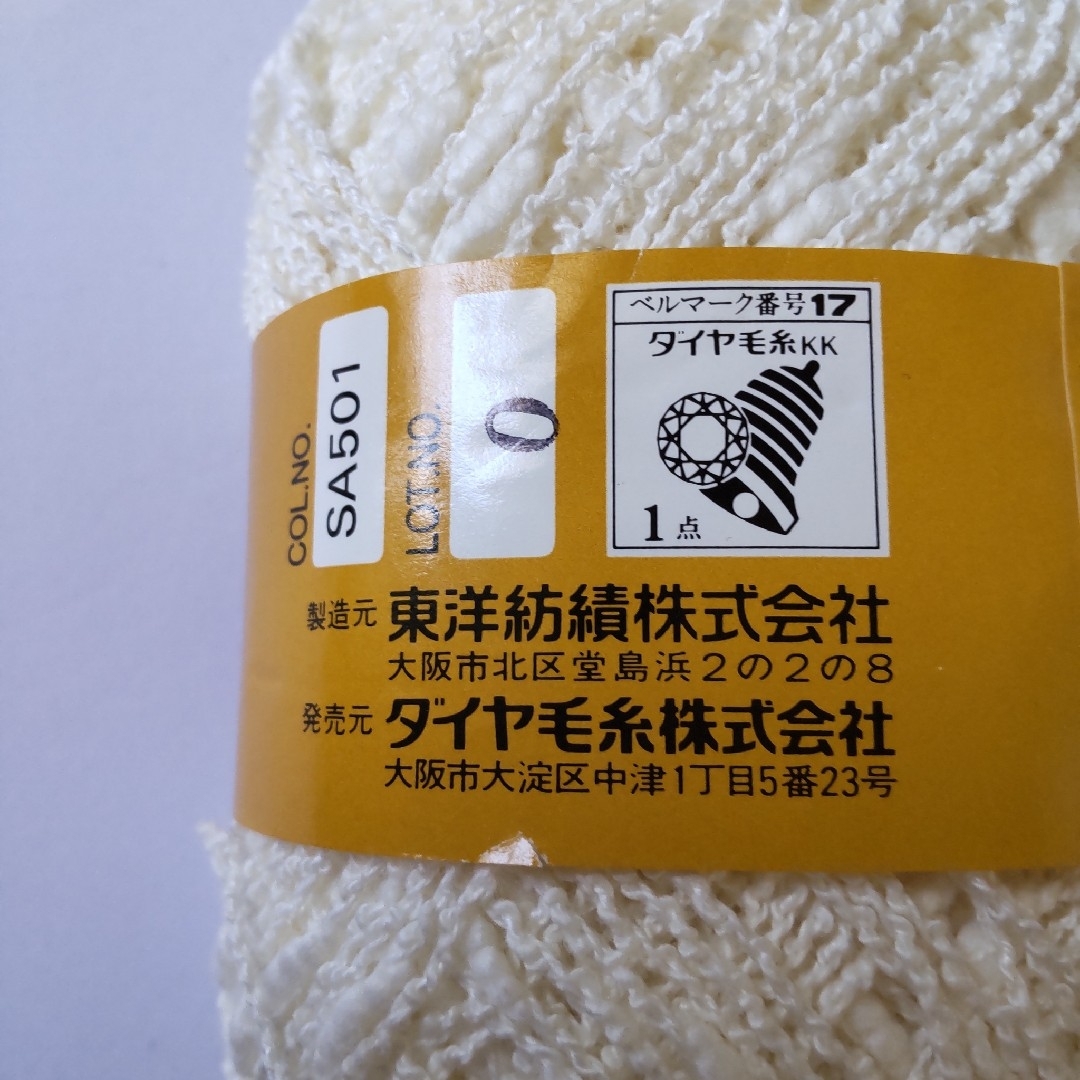 COL.NO.
SA501
LOT.NO.
0
ベルマーク番号17
ダイヤ毛糸KK
1点
製造元 東洋紡績株式会社
大阪市北区堂島浜2の2の8
発売元 ダイヤ毛糸株式会社
大阪市大淀区中津1丁目5番23号